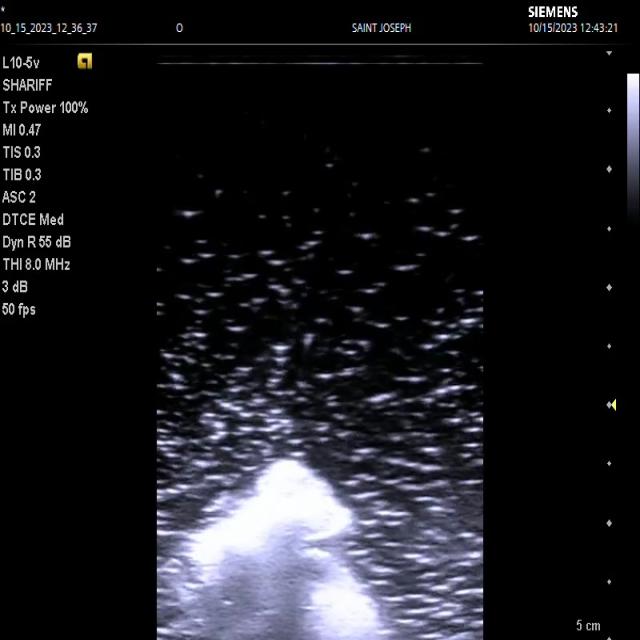 *
SIEMENS
10_15_2023_12_36_37 O SAINT JOSEPH 10/15/2023 12:43:21
L10-5v
SHARIFF
Tx Power 100%
MI 0.47
TIS 0.3
TIB 0.3
ASC 2
DTCE Med
Dyn R 55 dB
THI 8.0 MHz
3 dB
50 fps
5 cm